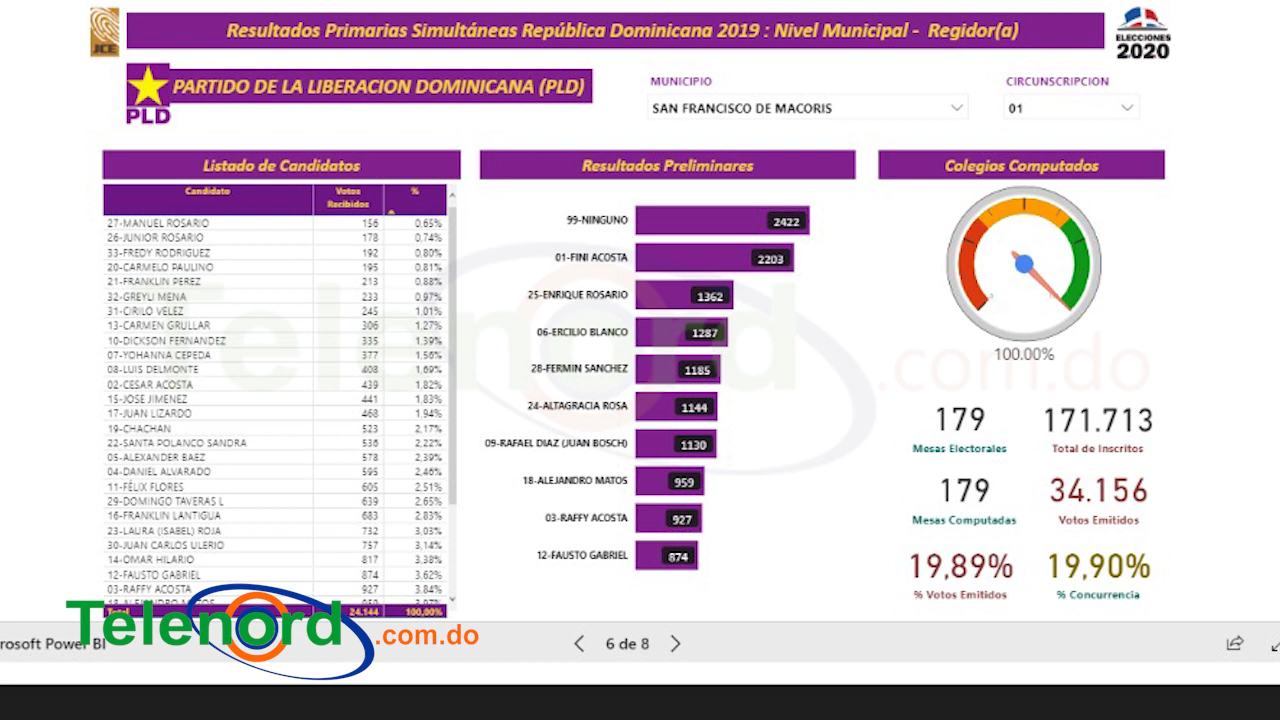 JCE
Resultados Primarias Simultáneas República Dominicana 2019 : Nivel Municipal - Regidor(a)
ELECCIONES
2020
PLD
PARTIDO DE LA LIBERACION DOMINICANA (PLD)
MUNICIPIO
SAN FRANCISCO DE MACORIS
CIRCUNSCRIPCION
01
Listado de Candidatos
Candidato Votos Recibidos %
27-MANUEL ROSARIO 156 0,65%
26-JUNIOR ROSARIO 178 0,74%
33-FREDY RODRIGUEZ 192 0,80%
20-CARMELO PAULINO 195 0,81%
21-FRANKLIN PEREZ 213 0,88%
32-GREYLI MENA 233 0,97%
31-CIRILO VELEZ 245 1,01%
13-CARMEN GRULLAR 306 1,27%
10-DICKSON FERNANDEZ 335 1,39%
07-YOHANNA CEPEDA 377 1,56%
08-LUIS DELMONTE 408 1,69%
02-CESAR ACOSTA 439 1,82%
15-JOSE JIMENEZ 441 1,83%
17-JUAN LIZARDO 468 1,94%
19-CHACHAN 523 2,17%
22-SANTA POLANCO SANDRA 536 2,22%
05-ALEXANDER BAEZ 578 2,39%
04-DANIEL ALVARADO 595 2,46%
11-FÉLIX FLORES 605 2,51%
29-DOMINGO TAVERAS L 639 2,65%
16-FRANKLIN LANTIGUA 683 2,83%
23-LAURA (ISABEL) ROJA 732 3,03%
30-JUAN CARLOS ULERIO 757 3,14%
14-OMAR HILARIO 817 3,38%
12-FAUSTO GABRIEL 874 3,62%
03-RAFFY ACOSTA 927 3,84%
Total 24.144 100,00%
Resultados Preliminares
99-NINGUNO 2422
01-FINI ACOSTA 2203
25-ENRIQUE ROSARIO 1362
06-ERCILIO BLANCO 1287
28-FERMIN SANCHEZ 1185
24-ALTAGRACIA ROSA 1144
09-RAFAEL DIAZ (JUAN BOSCH) 1130
18-ALEJANDRO MATOS 959
03-RAFFY ACOSTA 927
12-FAUSTO GABRIEL 874
Colegios Computados
100.00%
179 171.713
Mesas Electorales Total de Inscritos
179 34.156
Mesas Computadas Votos Emitidos
19,89% 19,90%
% Votos Emitidos % Concurrencia
Telenord .com.do
Telenord .com.do
rosoft Power BI
6 de 8